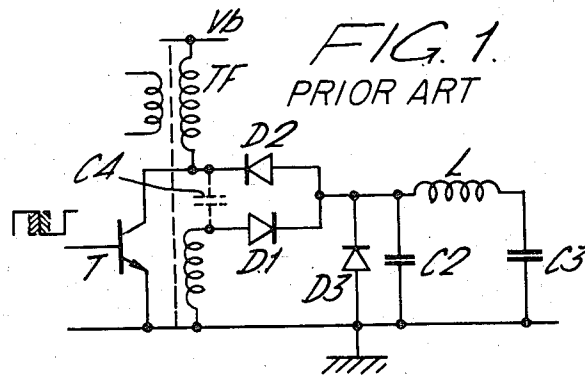 Vb
FIG. 1.
PRIOR ART
TF
D2
C4
L
T
D1
D3
C2
C3